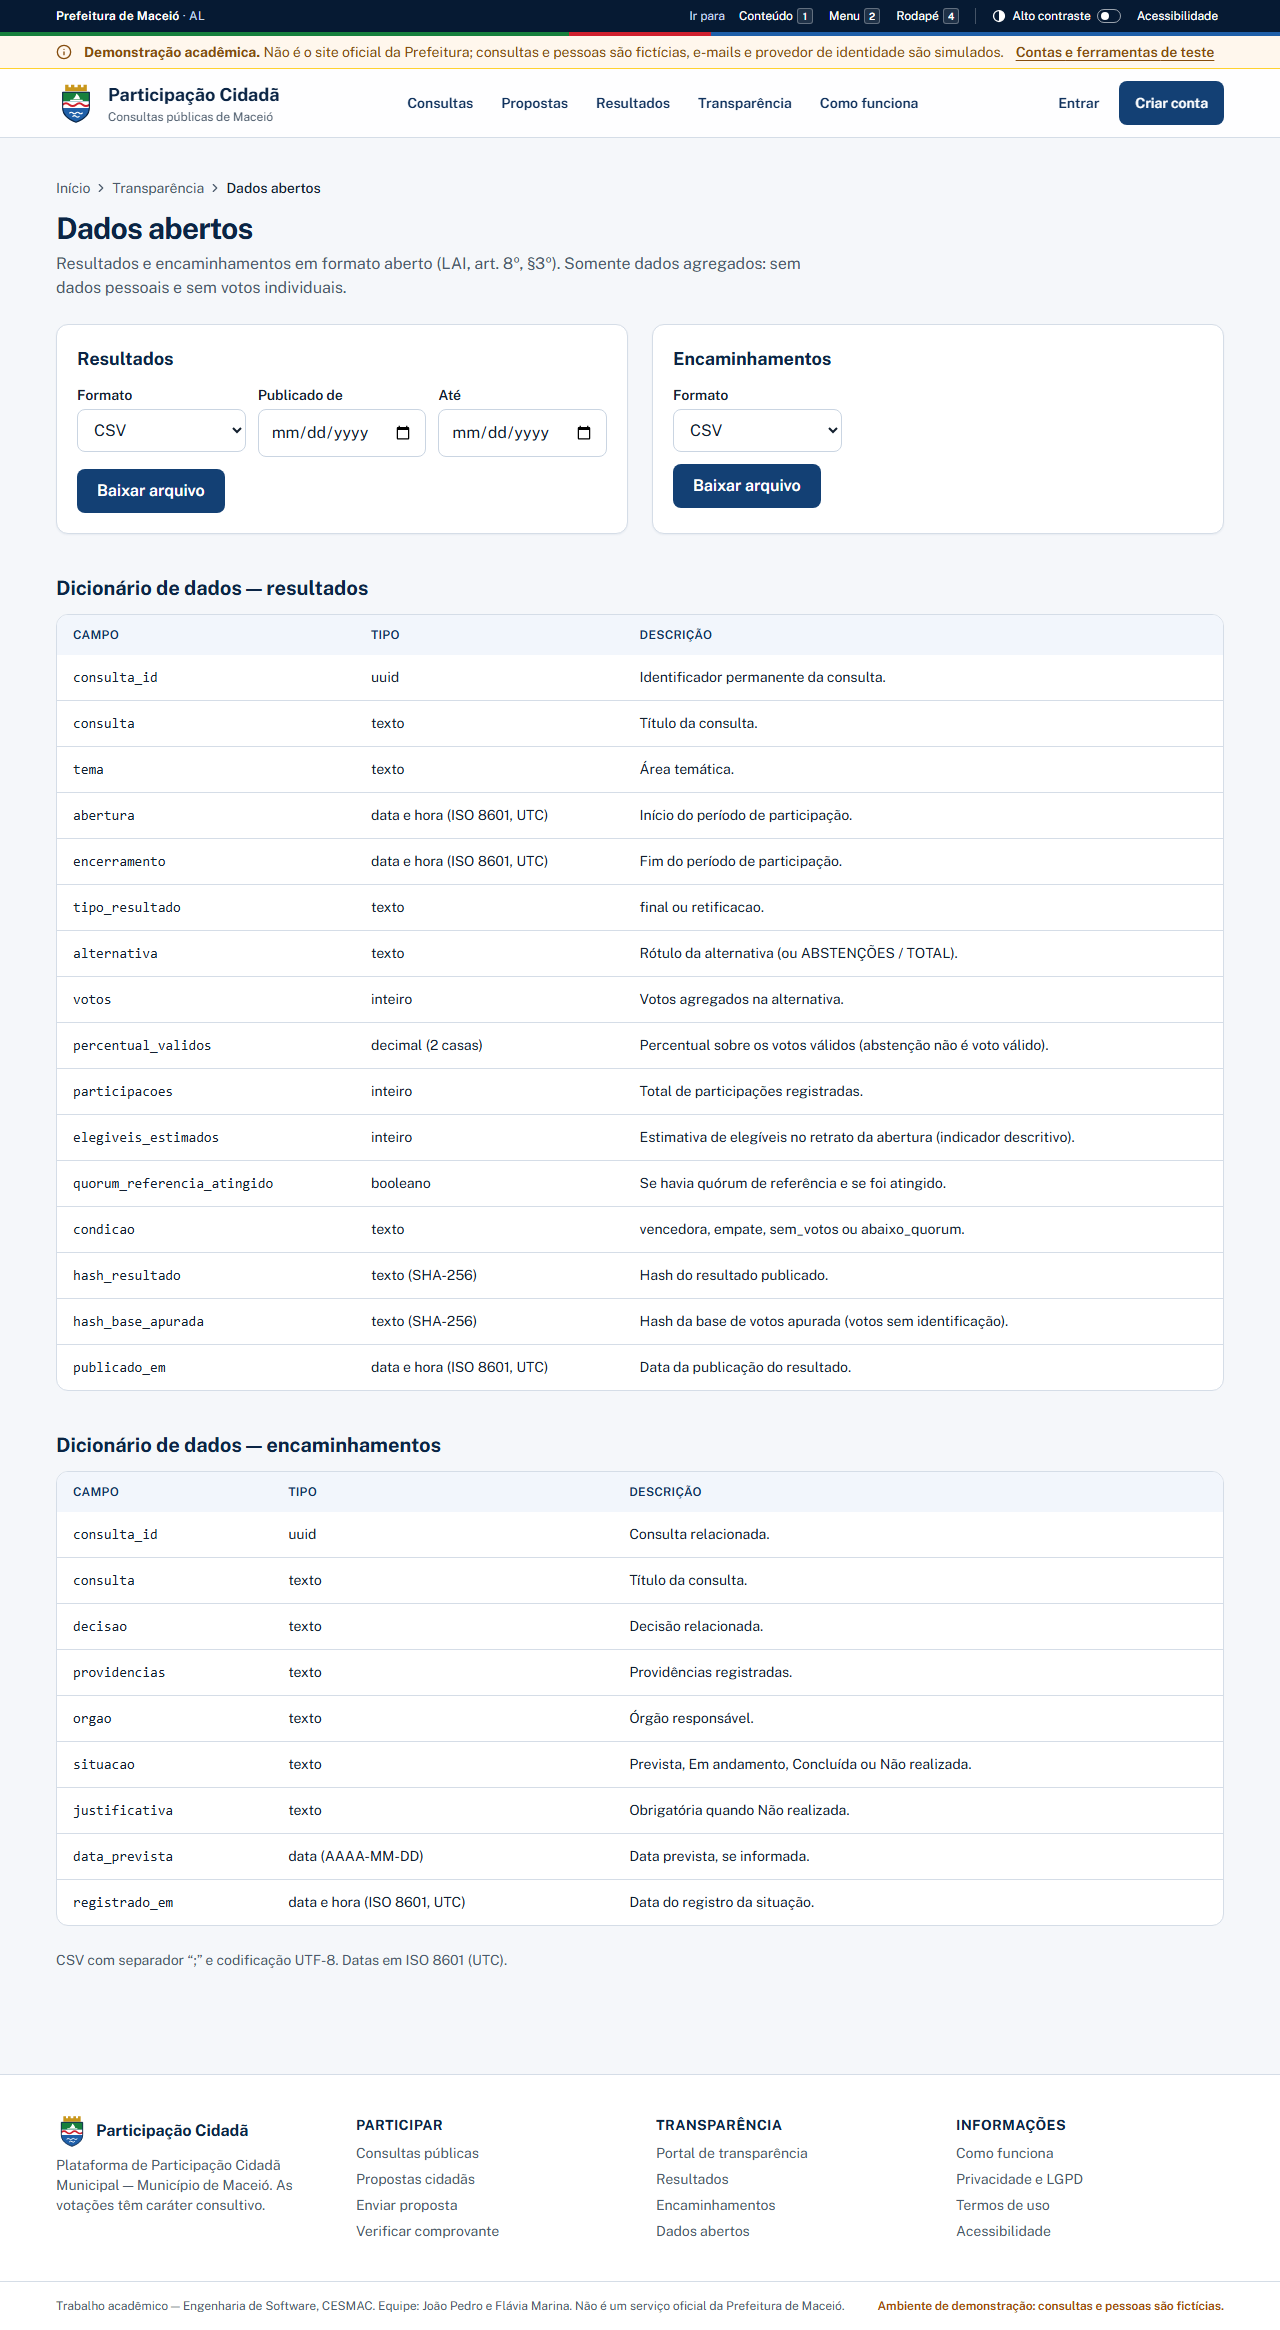 Prefeitura de Maceió · AL
Ir para Conteúdo 1 Menu 2 Rodapé 4 Alto contraste Acessibilidade
Demonstração acadêmica. Não é o site oficial da Prefeitura; consultas e pessoas são fictícias, e-mails e provedor de identidade são simulados. Contas e ferramentas de teste
Participação Cidadã
Consultas públicas de Maceió
Consultas Propostas Resultados Transparência Como funciona
Entrar Criar conta
Início > Transparência > Dados abertos
Dados abertos
Resultados e encaminhamentos em formato aberto (LAI, art. 8º, §3º). Somente dados agregados: sem
dados pessoais e sem votos individuais.
Resultados
Formato Publicado de Até
CSV mm/dd/yyyy mm/dd/yyyy
Baixar arquivo
Encaminhamentos
Formato
CSV
Baixar arquivo
Dicionário de dados — resultados
CAMPO TIPO DESCRIÇÃO
consulta_id uuid Identificador permanente da consulta.
consulta texto Título da consulta.
tema texto Área temática.
abertura data e hora (ISO 8601, UTC) Início do período de participação.
encerramento data e hora (ISO 8601, UTC) Fim do período de participação.
tipo_resultado texto final ou retificacao.
alternativa texto Rótulo da alternativa (ou ABSTENÇÕES / TOTAL).
votos inteiro Votos agregados na alternativa.
percentual_validos decimal (2 casas) Percentual sobre os votos válidos (abstenção não é voto válido).
participacoes inteiro Total de participações registradas.
elegiveis_estimados inteiro Estimativa de elegíveis no retrato da abertura (indicador descritivo).
quorum_referencia_atingido booleano Se havia quórum de referência e se foi atingido.
condicao texto vencedora, empate, sem_votos ou abaixo_quorum.
hash_resultado texto (SHA-256) Hash do resultado publicado.
hash_base_apurada texto (SHA-256) Hash da base de votos apurada (votos sem identificação).
publicado_em data e hora (ISO 8601, UTC) Data da publicação do resultado.
Dicionário de dados — encaminhamentos
CAMPO TIPO DESCRIÇÃO
consulta_id uuid Consulta relacionada.
consulta texto Título da consulta.
decisao texto Decisão relacionada.
providencias texto Providências registradas.
orgao texto Órgão responsável.
situacao texto Prevista, Em andamento, Concluída ou Não realizada.
justificativa texto Obrigatória quando Não realizada.
data_prevista data (AAAA-MM-DD) Data prevista, se informada.
registrado_em data e hora (ISO 8601, UTC) Data do registro da situação.
CSV com separador “;” e codificação UTF-8. Datas em ISO 8601 (UTC).
Participação Cidadã
Plataforma de Participação Cidadã
Municipal — Município de Maceió. As
votações têm caráter consultivo.
PARTICIPAR
Consultas públicas
Propostas cidadãs
Enviar proposta
Verificar comprovante
TRANSPARÊNCIA
Portal de transparência
Resultados
Encaminhamentos
Dados abertos
INFORMAÇÕES
Como funciona
Privacidade e LGPD
Termos de uso
Acessibilidade
Trabalho acadêmico — Engenharia de Software, CESMAC. Equipe: João Pedro e Flávia Marina. Não é um serviço oficial da Prefeitura de Maceió.
Ambiente de demonstração: consultas e pessoas são fictícias.